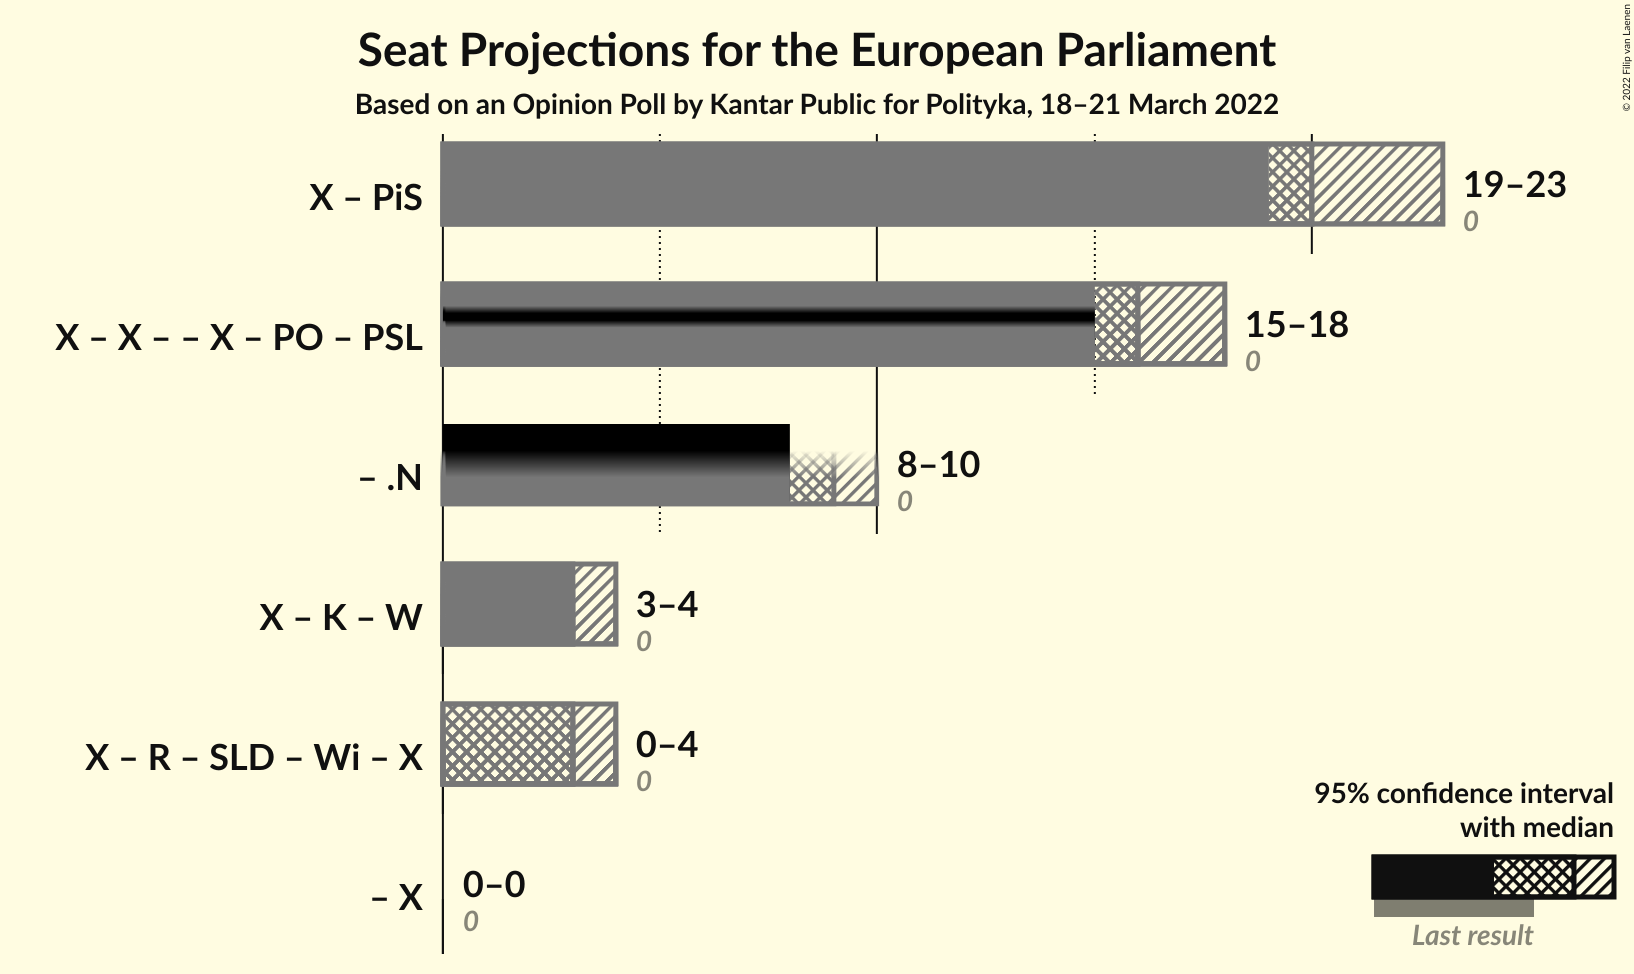 Seat Projections for the European Parliament
Based on an Opinion Poll by Kantar Public for Polityka, 18–21 March 2022
© 2022 Filip van Laenen
X – PiS
19–23
0
X – X – – X – PO – PSL
15–18
0
– .N
8–10
0
X – K – W
3–4
0
X – R – SLD – Wi – X
0–4
0
– X
0–0
0
95% confidence interval
with median
Last result